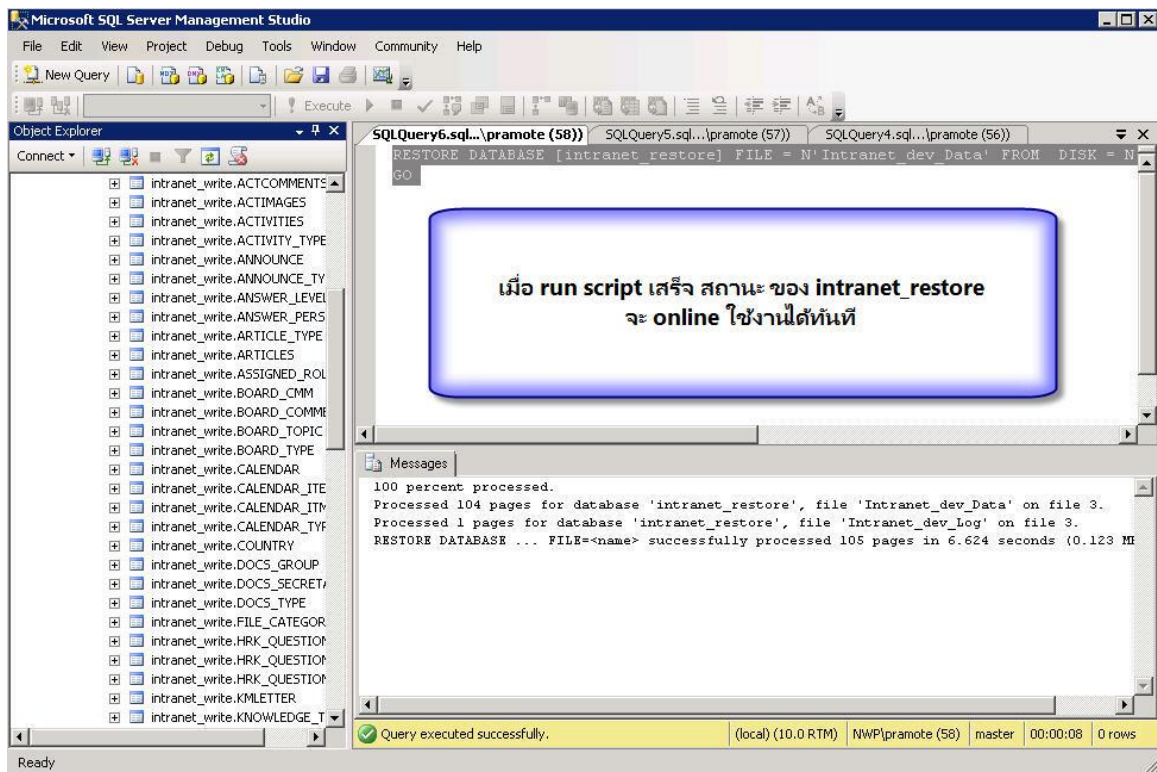 Microsoft SQL Server Management Studio
File Edit View Project Debug Tools Window Community Help
New Query
Execute
Object Explorer
Connect
intranet_write.ACTCOMMENTS
intranet_write.ACTIMAGES
intranet_write.ACTIVITIES
intranet_write.ACTIVITY_TYPE
intranet_write.ANNOUNCE
intranet_write.ANNOUNCE_TY
intranet_write.ANSWER_LEVEL
intranet_write.ANSWER_PERS
intranet_write.ARTICLE_TYPE
intranet_write.ARTICLES
intranet_write.ASSIGNED_ROL
intranet_write.BOARD_CMM
intranet_write.BOARD_COMME
intranet_write.BOARD_TOPIC
intranet_write.BOARD_TYPE
intranet_write.CALENDAR
intranet_write.CALENDAR_ITE
intranet_write.CALENDAR_ITM
intranet_write.CALENDAR_TYP
intranet_write.COUNTRY
intranet_write.DOCS_GROUP
intranet_write.DOCS_SECRETA
intranet_write.DOCS_TYPE
intranet_write.FILE_CATEGOR
intranet_write.HRK_QUESTION
intranet_write.HRK_QUESTION
intranet_write.HRK_QUESTION
intranet_write.KMLETTER
intranet_write.KNOWLEDGE_T
SQLQuery6.sql...\pramote (58)) SQLQuery5.sql...\pramote (57)) SQLQuery4.sql...\pramote (56))
RESTORE DATABASE [intranet_restore] FILE = N'Intranet_dev_Data' FROM DISK = N
GO
เมื่อ run script เสร็จ สถานะ ของ intranet_restore
จะ online ใช้งานได้ทันที
Messages
100 percent processed.
Processed 104 pages for database 'intranet_restore', file 'Intranet_dev_Data' on file 3.
Processed 1 pages for database 'intranet_restore', file 'Intranet_dev_Log' on file 3.
RESTORE DATABASE ... FILE=<name> successfully processed 105 pages in 6.624 seconds (0.123 MB
Query executed successfully. (local) (10.0 RTM) NWP\pramote (58) master 00:00:08 0 rows
Ready